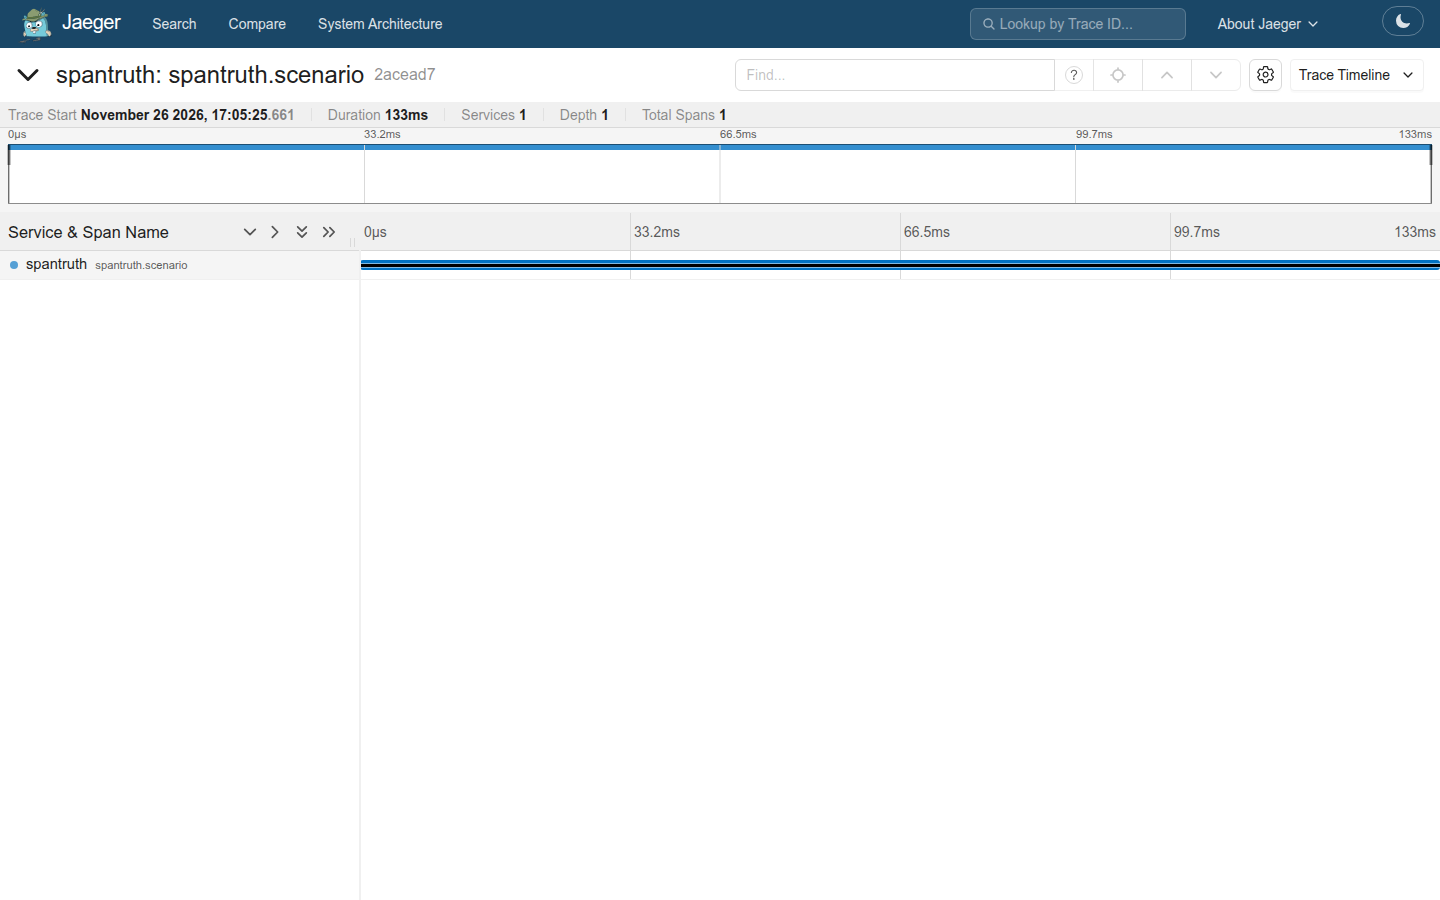 Jaeger Search Compare System Architecture Lookup by Trace ID... About Jaeger
spantruth: spantruth.scenario 2acead7 Find... ? Trace Timeline
Trace Start November 26 2026, 17:05:25.661 Duration 133ms Services 1 Depth 1 Total Spans 1
0μs 33.2ms 66.5ms 99.7ms 133ms
Service & Span Name 0μs 33.2ms 66.5ms 99.7ms 133ms
spantruth spantruth.scenario